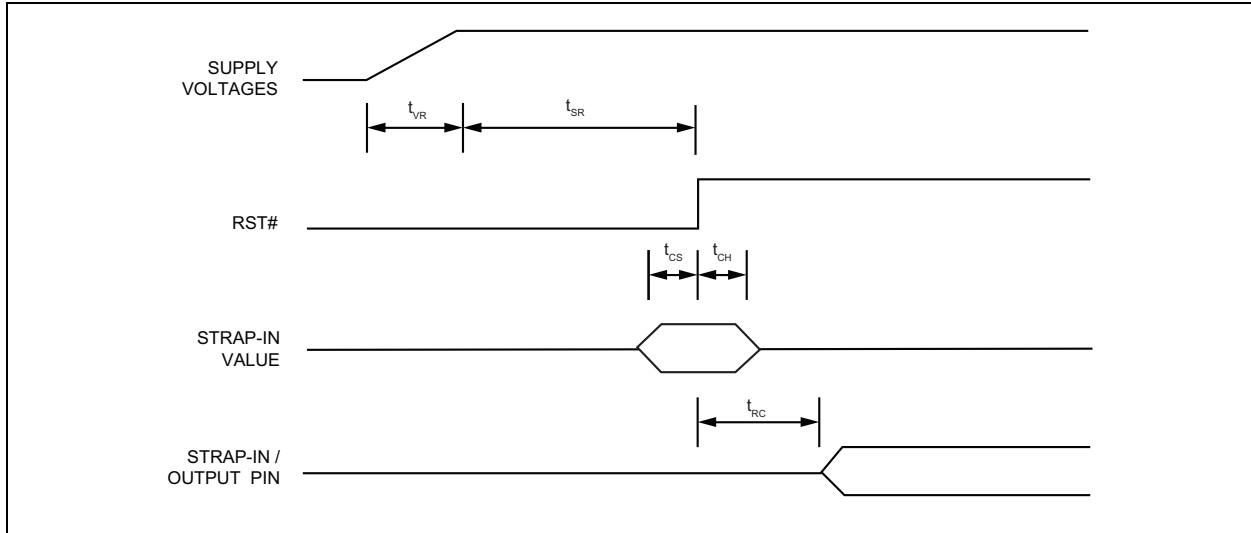 SUPPLY
VOLTAGES
tVR
tSR
RST#
tCS
tCH
STRAP-IN
VALUE
tRC
STRAP-IN /
OUTPUT PIN